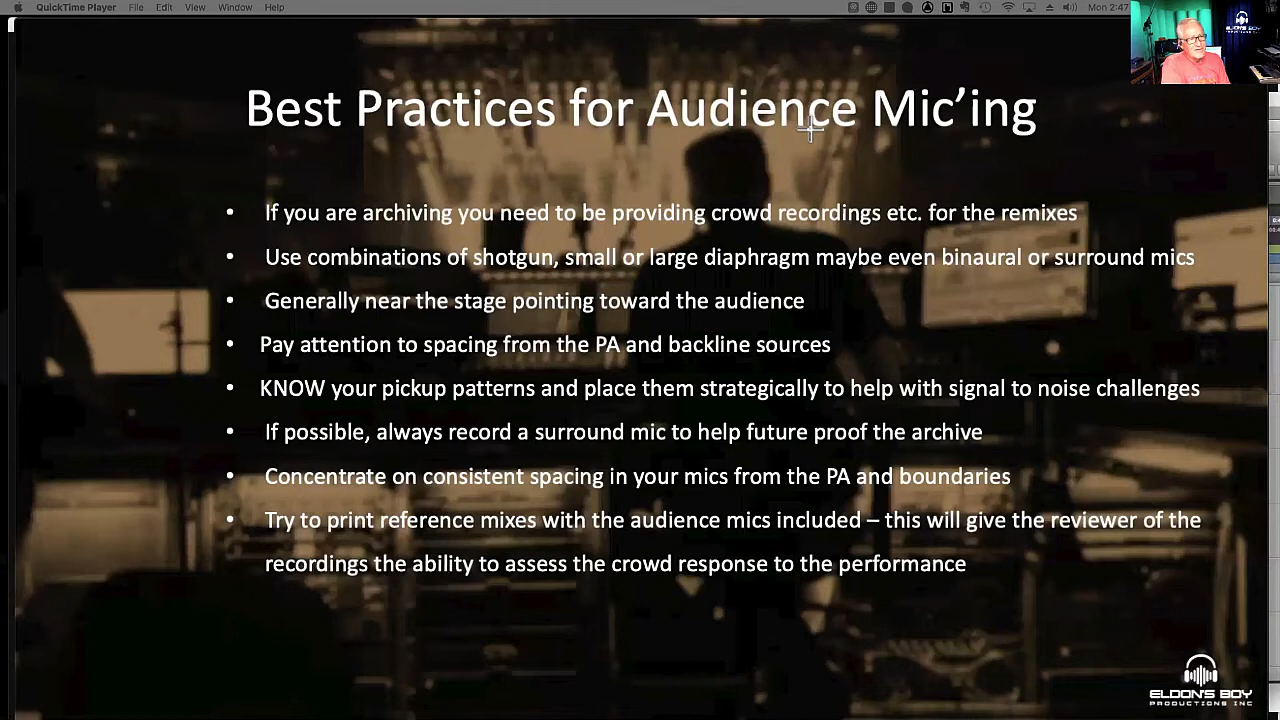 QuickTime Player File Edit View Window Help Mon 2:47
ELDON'S BOY
Best Practices for Audience Mic’ing
• If you are archiving you need to be providing crowd recordings etc. for the remixes
• Use combinations of shotgun, small or large diaphragm maybe even binaural or surround mics
• Generally near the stage pointing toward the audience
• Pay attention to spacing from the PA and backline sources
• KNOW your pickup patterns and place them strategically to help with signal to noise challenges
• If possible, always record a surround mic to help future proof the archive
• Concentrate on consistent spacing in your mics from the PA and boundaries
• Try to print reference mixes with the audience mics included – this will give the reviewer of the
recordings the ability to assess the crowd response to the performance
ELDON'S BOY
PRODUCTIONS INC